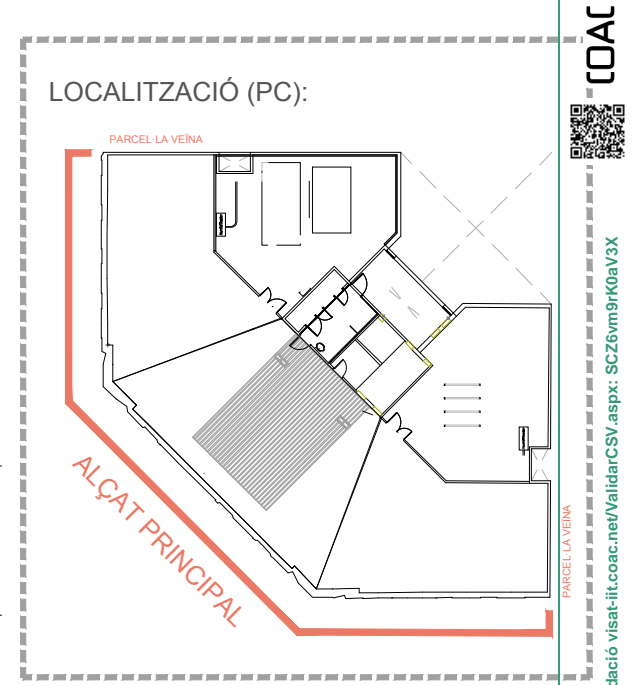 LOCALITZACIÓ (PC):
PARCEL·LA VEÏNA
ALÇAT PRINCIPAL
PARCEL·LA VEÏNA
COAC
dació visat-iit.coac.net/ValidarCSV.aspx: SCZ6vm9rK0aV3X